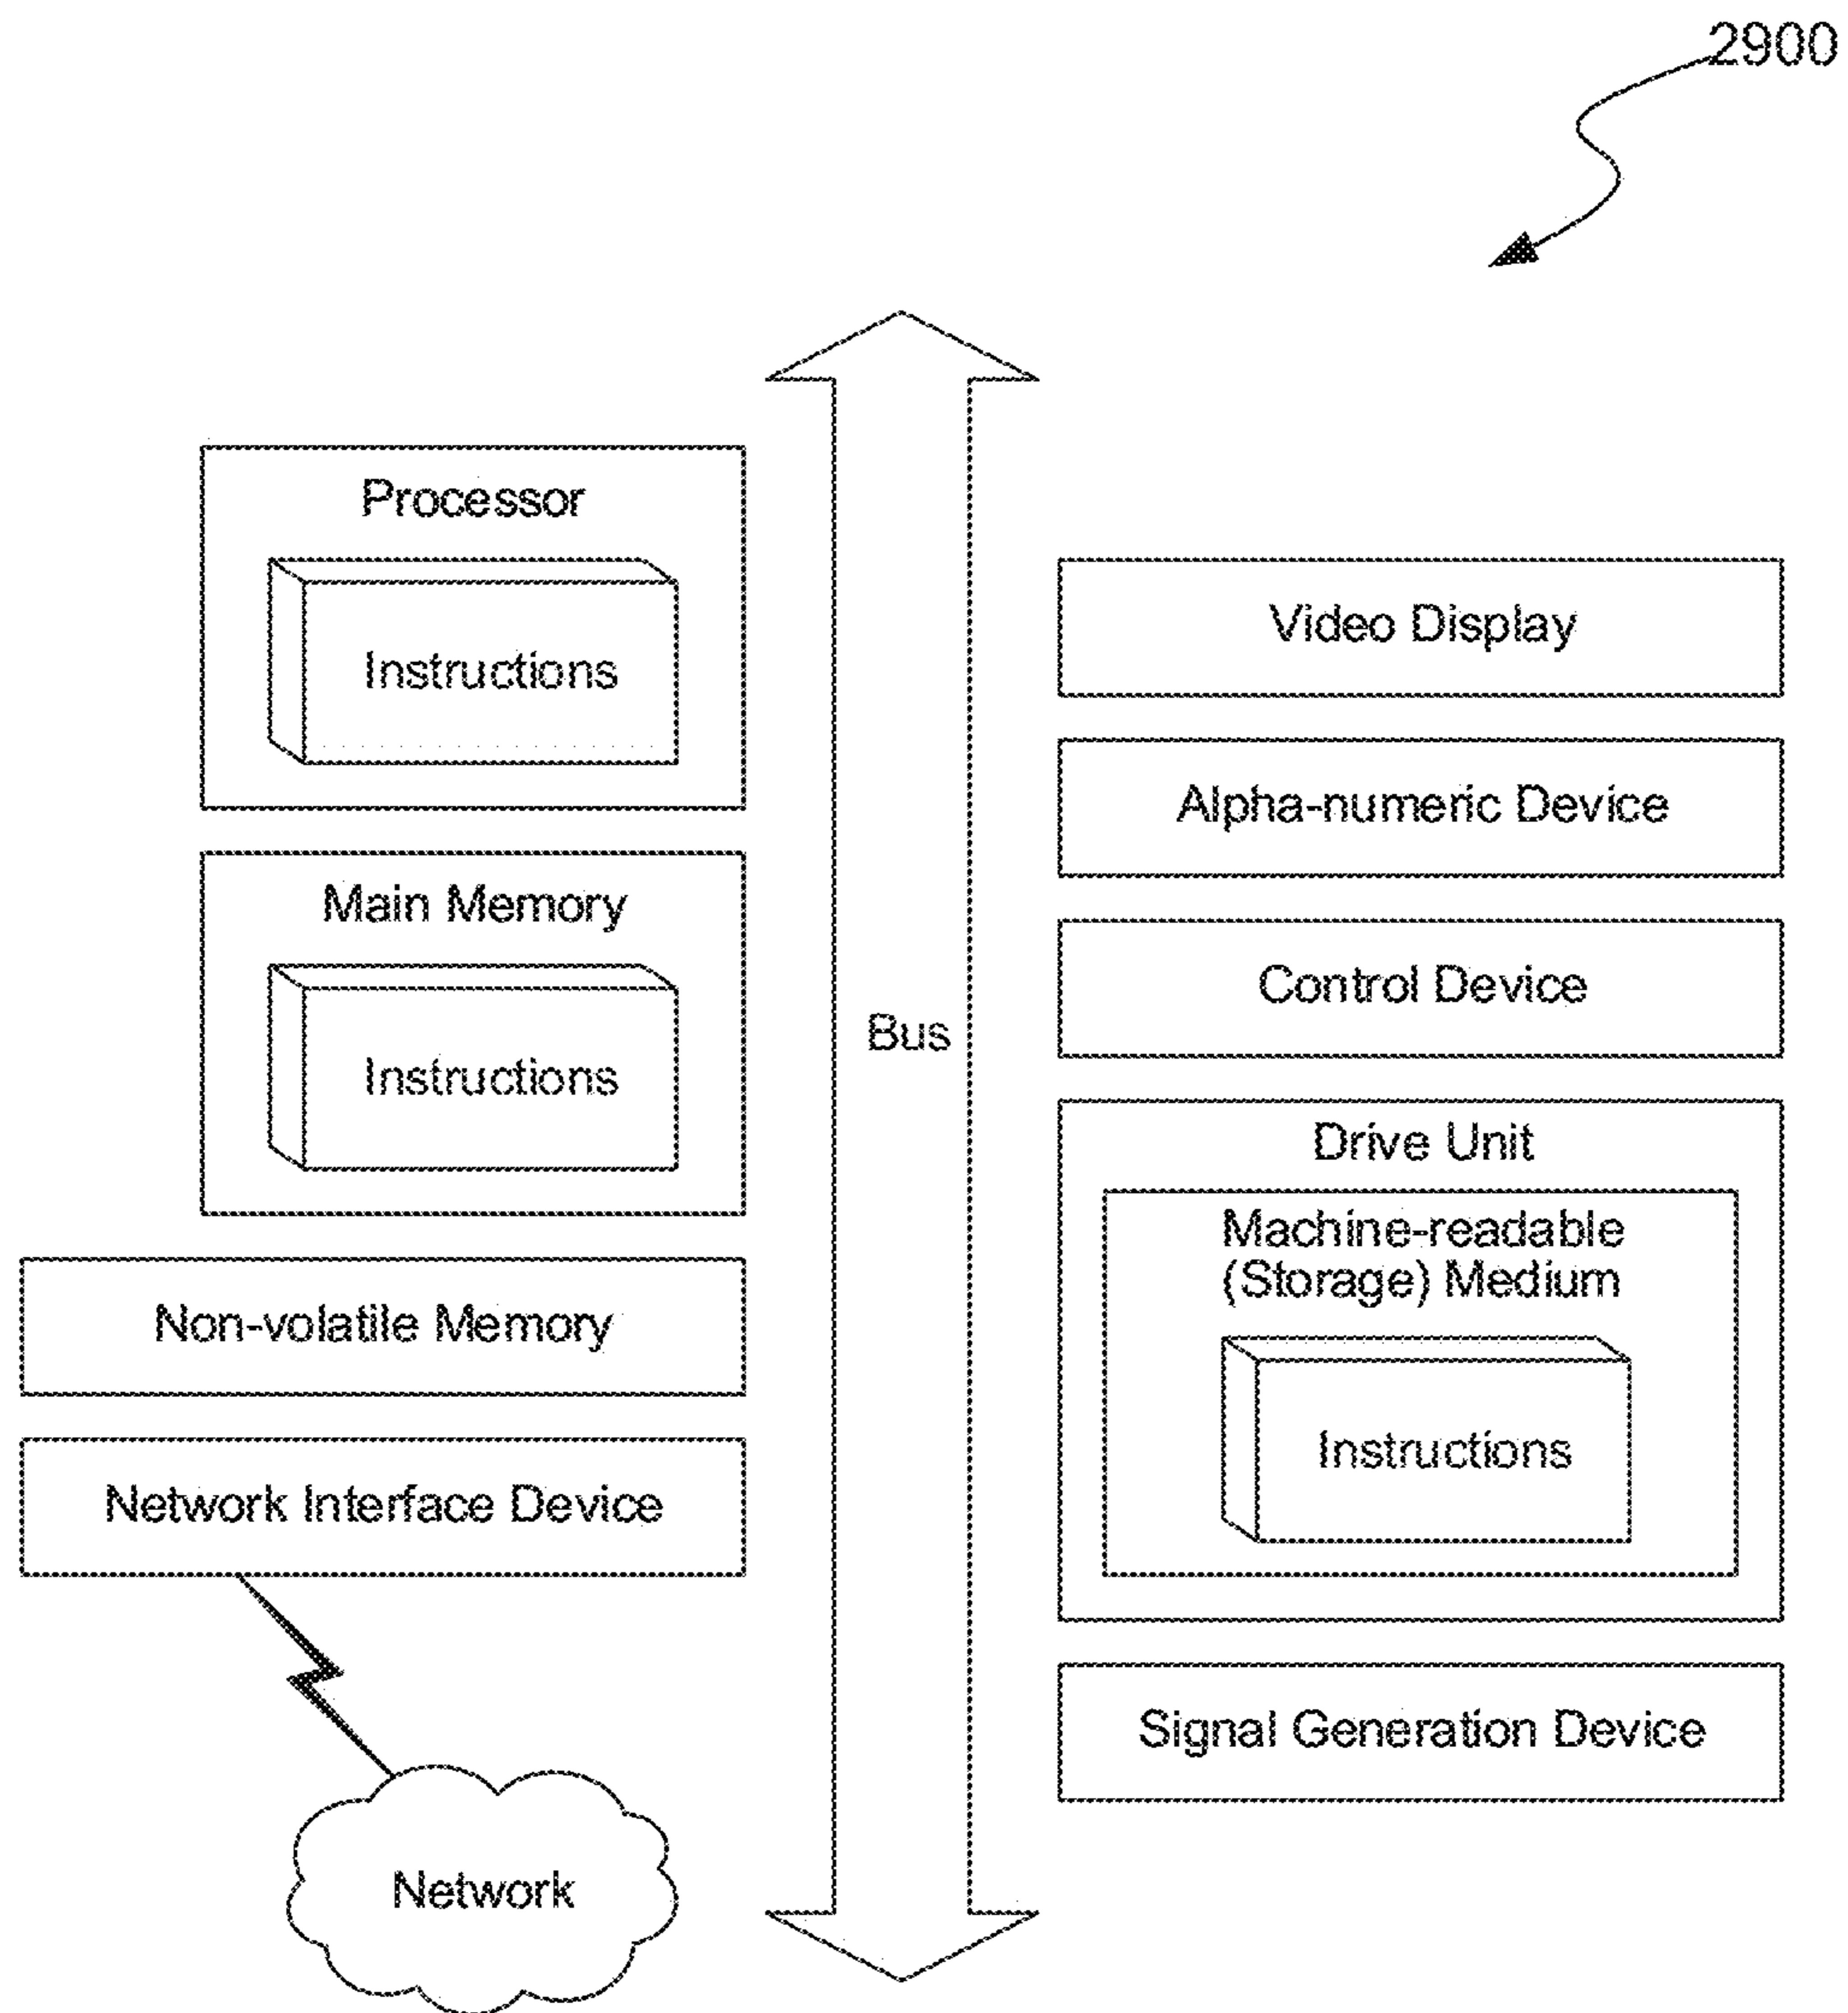 2900
Processor
Instructions
Main Memory
Instructions
Non-volatile Memory
Network Interface Device
Network
Bus
Video Display
Alpha-numeric Device
Control Device
Drive Unit
Machine-readable
(Storage) Medium
Instructions
Signal Generation Device